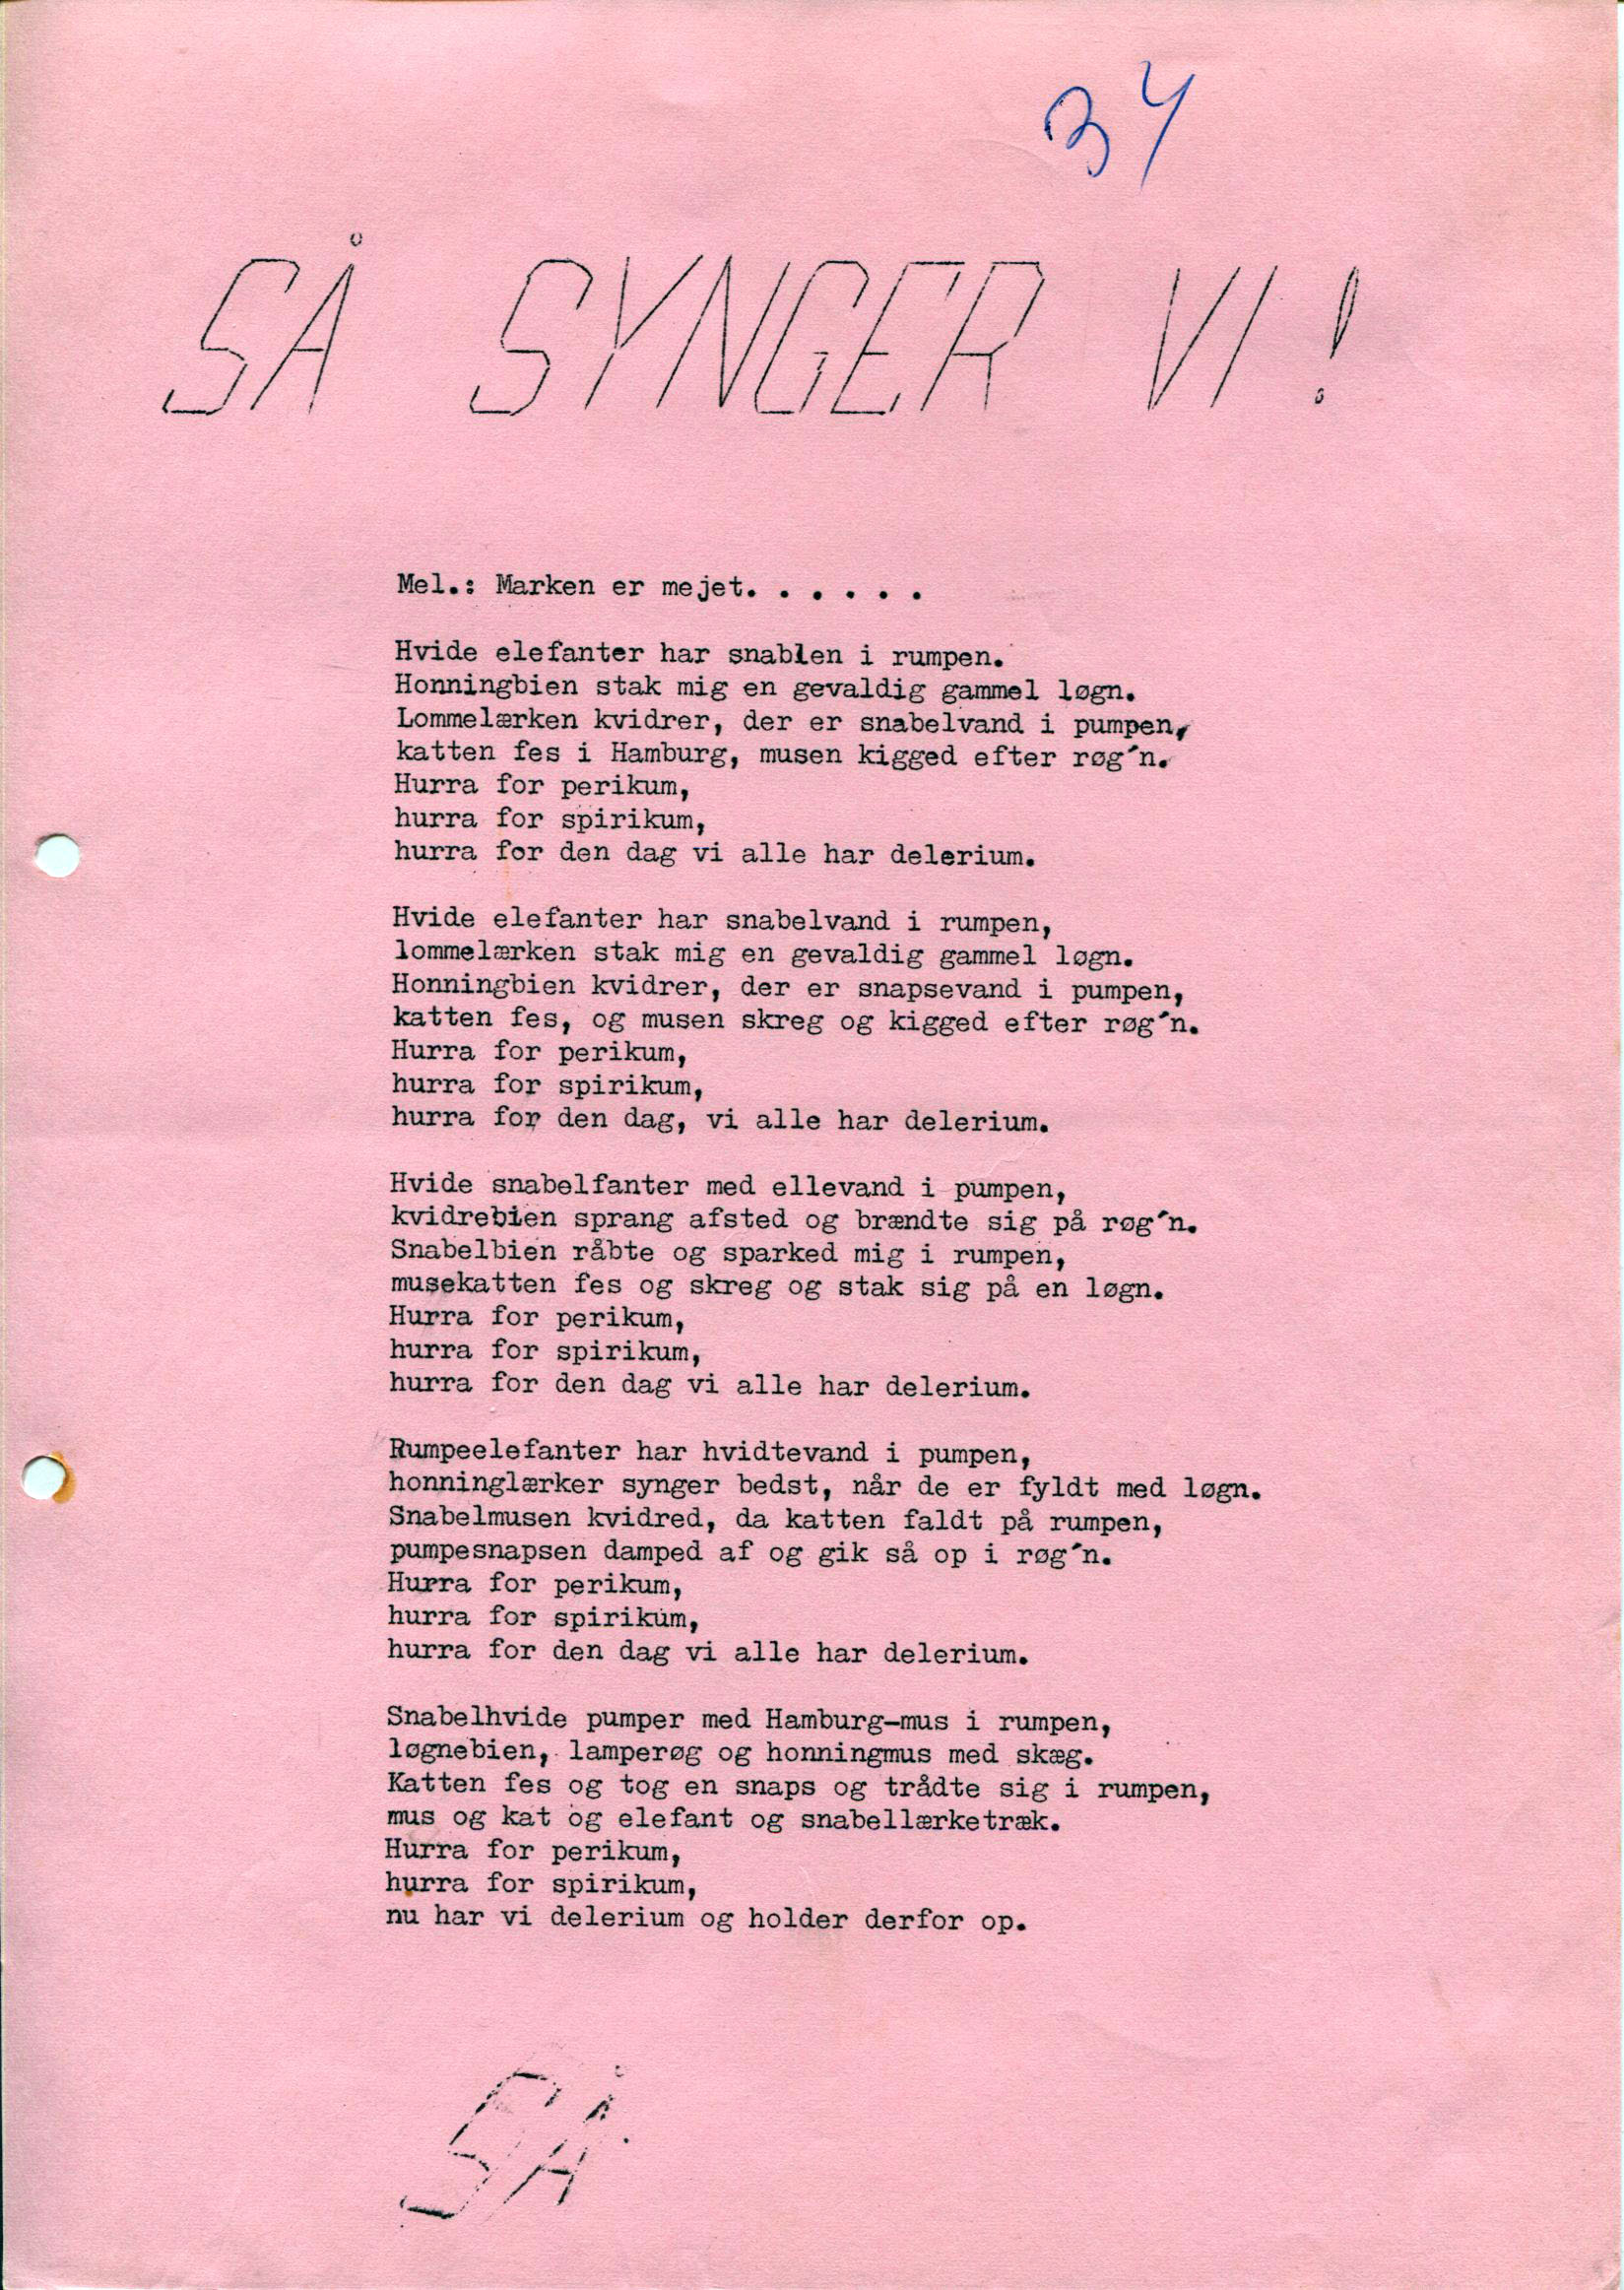 34
SÅ SYNGER VI!
Mel.: Marken er mejet. . . . . .
Hvide elefanter har snablen i rumpen.
Honningbien stak mig en gevaldig gammel løgn.
Lommelærken kvidrer, der er snabelvand i pumpen,
katten fes i Hamburg, musen kigged efter røg´n.
Hurra for perikum,
hurra for spirikum,
hurra for den dag vi alle har delerium.
Hvide elefanter har snabelvand i rumpen,
lommelærken stak mig en gevaldig gammel løgn.
Honningbien kvidrer, der er snapsevand i pumpen,
katten fes, og musen skreg og kigged efter røg´n.
Hurra for perikum,
hurra for spirikum,
hurra for den dag, vi alle har delerium.
Hvide snabelfanter med ellevand i pumpen,
kvidrebien sprang afsted og brændte sig på røg´n.
Snabelbien råbte og sparked mig i rumpen,
musekatten fes og skreg og stak sig på en løgn.
Hurra for perikum,
hurra for spirikum,
hurra for den dag vi alle har delerium.
Rumpeelefanter har hvidtevand i pumpen,
honninglærker synger bedst, når de er fyldt med løgn.
Snabelmusen kvidred, da katten faldt på rumpen,
pumpesnapsen damped af og gik så op i røg´n.
Hurra for perikum,
hurra for spirikum,
hurra for den dag vi alle har delerium.
Snabelhvide pumper med Hamburg-mus i rumpen,
løgnebien, lamperøg og honningmus med skæg.
Katten fes og tog en snaps og trådte sig i rumpen,
mus og kat og elefant og snabellærketræk.
Hurra for perikum,
hurra for spirikum,
nu har vi delerium og holder derfor op.
SÅ